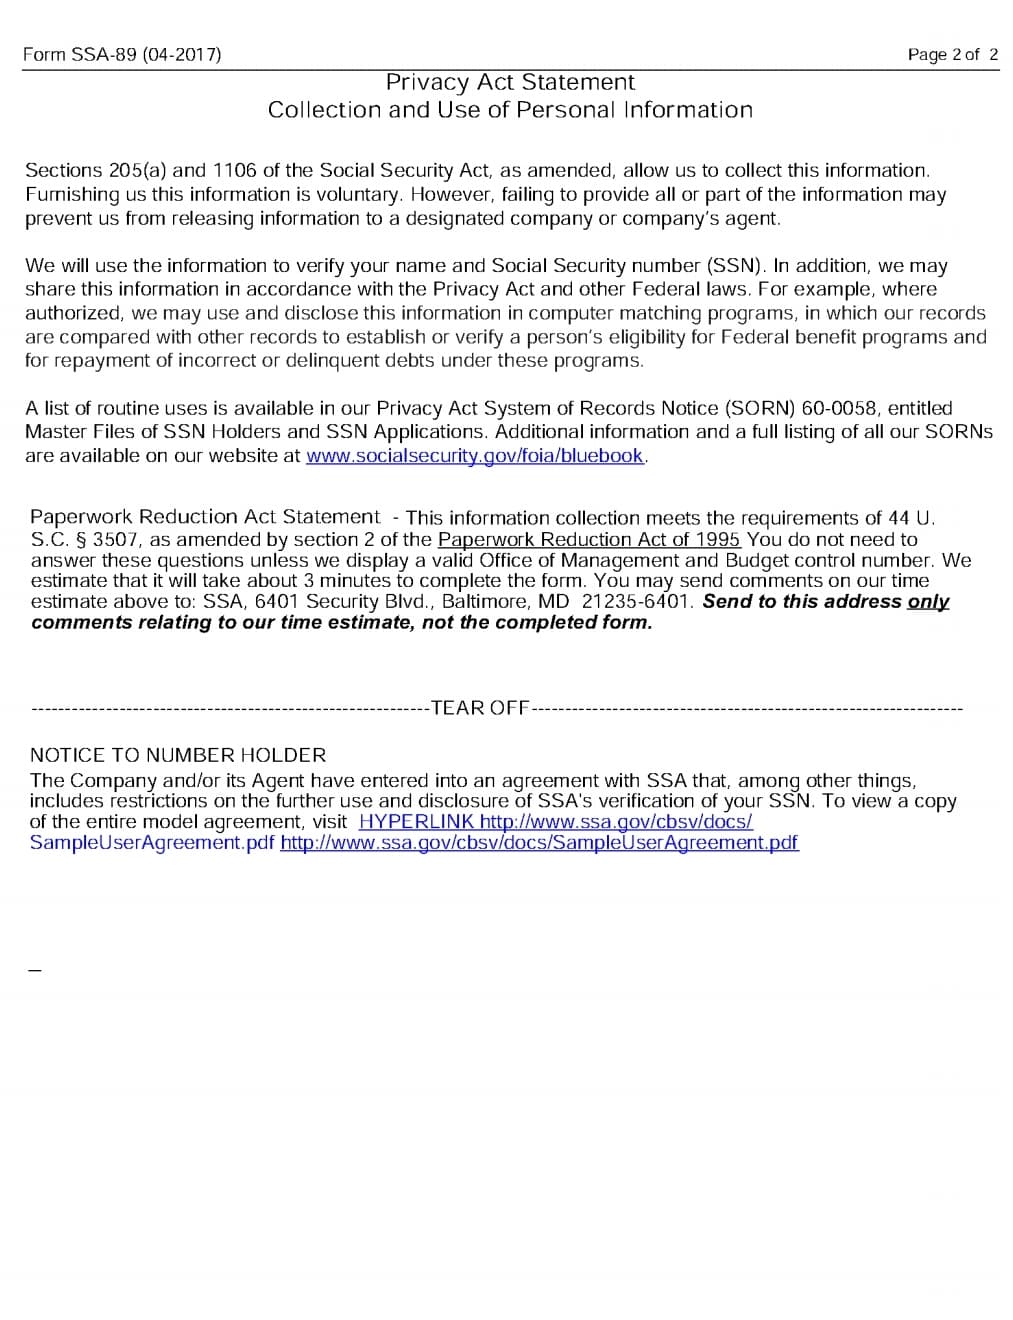 Form SSA-89 (04-2017) Page 2 of 2
Privacy Act Statement
Collection and Use of Personal Information
Sections 205(a) and 1106 of the Social Security Act, as amended, allow us to collect this information.
Furnishing us this information is voluntary. However, failing to provide all or part of the information may
prevent us from releasing information to a designated company or company's agent.
We will use the information to verify your name and Social Security number (SSN). In addition, we may
share this information in accordance with the Privacy Act and other Federal laws. For example, where
authorized, we may use and disclose this information in computer matching programs, in which our records
are compared with other records to establish or verify a person's eligibility for Federal benefit programs and
for repayment of incorrect or delinquent debts under these programs.
A list of routine uses is available in our Privacy Act System of Records Notice (SORN) 60-0058, entitled
Master Files of SSN Holders and SSN Applications. Additional information and a full listing of all our SORNs
are available on our website at www.socialsecurity.gov/foia/bluebook.
Paperwork Reduction Act Statement - This information collection meets the requirements of 44 U.
S.C. § 3507, as amended by section 2 of the Paperwork Reduction Act of 1995 You do not need to
answer these questions unless we display a valid Office of Management and Budget control number. We
estimate that it will take about 3 minutes to complete the form. You may send comments on our time
estimate above to: SSA, 6401 Security Blvd., Baltimore, MD 21235-6401. Send to this address only
comments relating to our time estimate, not the completed form.
-----------------------------------------------------------TEAR OFF----------------------------------------------------------------
NOTICE TO NUMBER HOLDER
The Company and/or its Agent have entered into an agreement with SSA that, among other things,
includes restrictions on the further use and disclosure of SSA's verification of your SSN. To view a copy
of the entire model agreement, visit HYPERLINK http://www.ssa.gov/cbsv/docs/
SampleUserAgreement.pdf http://www.ssa.gov/cbsv/docs/SampleUserAgreement.pdf
_